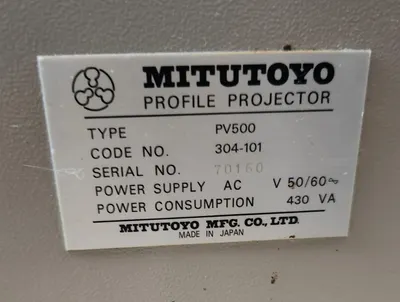 MITUTOYO
PROFILE PROJECTOR
TYPE PV500
CODE NO. 304-101
SERIAL NO. 70160
POWER SUPPLY AC V 50/60~
POWER CONSUMPTION 430 VA
MITUTOYO MFG. CO., LTD.
MADE IN JAPAN